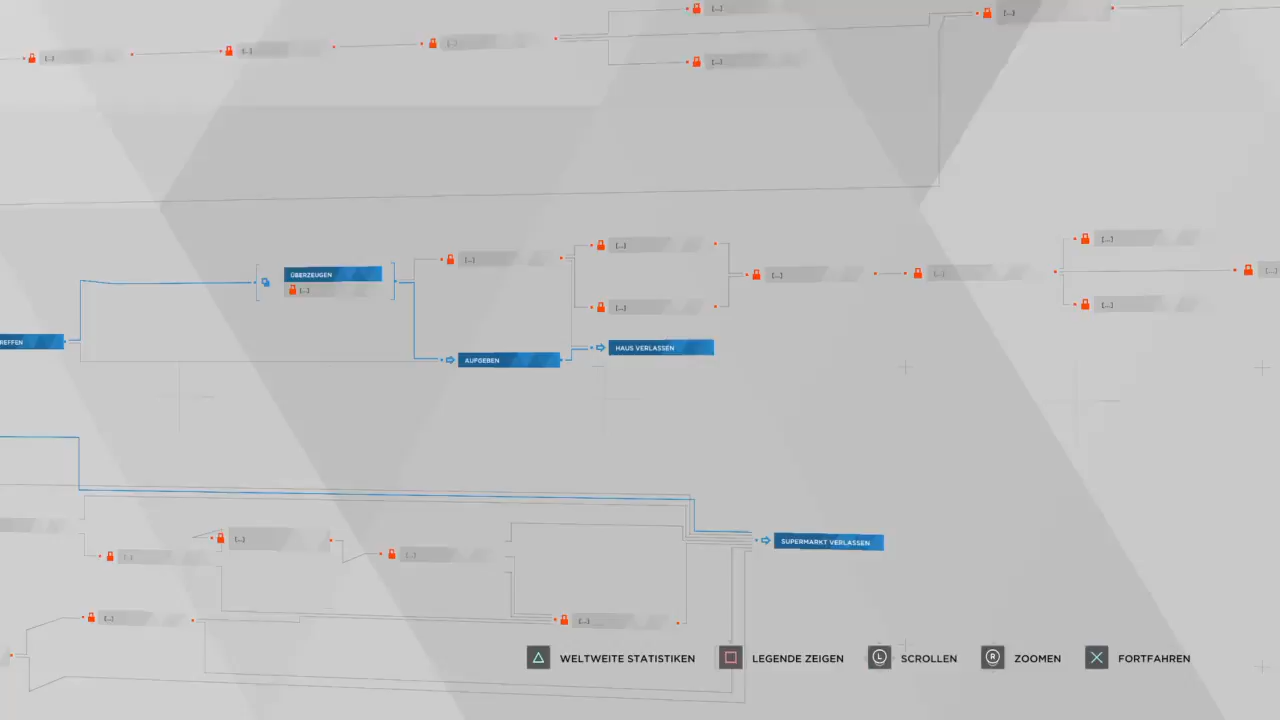 [...]
[...]
[...]
[...]
[...]
[...]
[...]
[...]
[...]
[...]
ÜBERZEUGEN
[...]
[...]
[...]
[...]
[...]
[...]
[...]
REFFEN
AUFGEBEN
HAUS VERLASSEN
[...]
[...]
[...]
SUPERMARKT VERLASSEN
[...]
[...]
WELTWEITE STATISTIKEN
LEGENDE ZEIGEN
L
SCROLLEN
R
ZOOMEN
FORTFAHREN